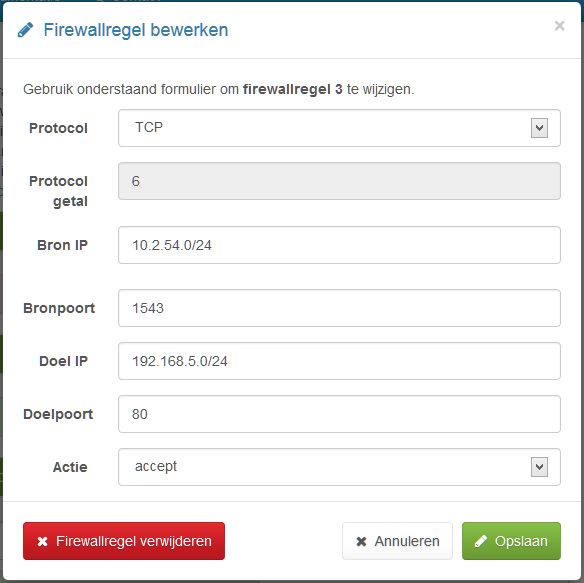 Firewallregel bewerken
×
Gebruik onderstaand formulier om firewallregel 3 te wijzigen.
Protocol TCP
Protocol getal 6
Bron IP 10.2.54.0/24
Bronpoort 1543
Doel IP 192.168.5.0/24
Doelpoort 80
Actie accept
Firewallregel verwijderen Annuleren Opslaan